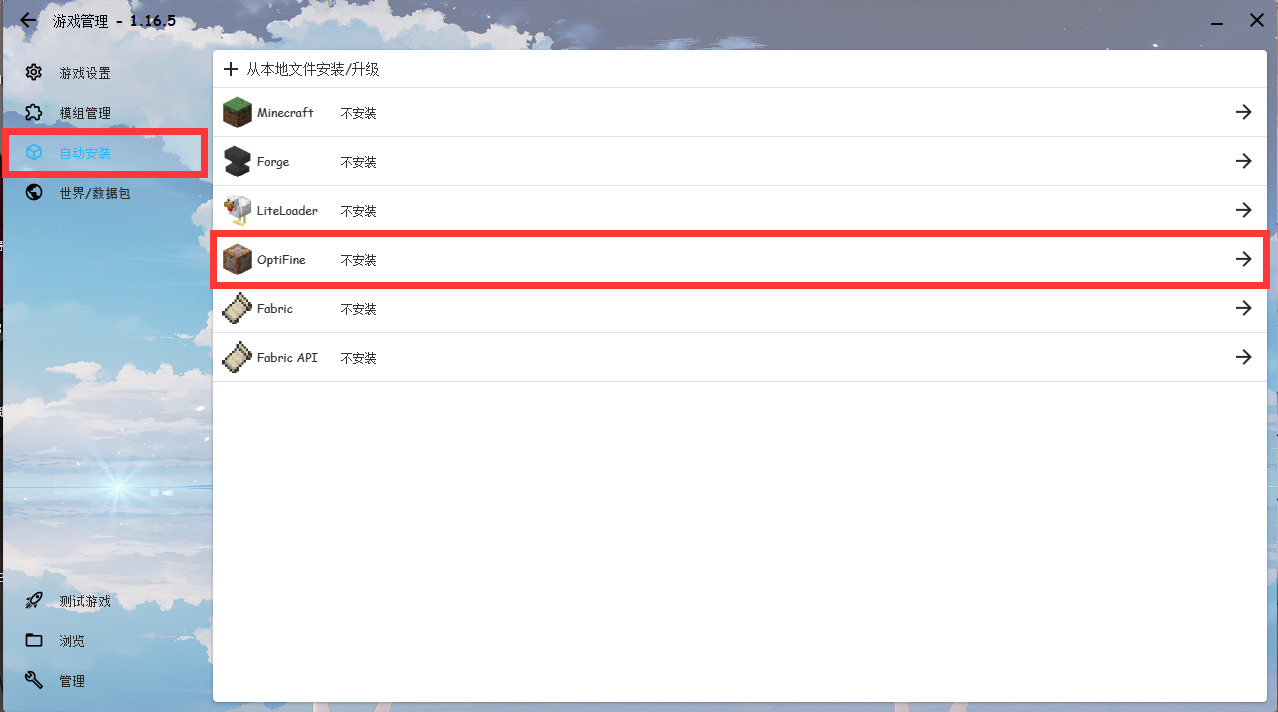 游戏管理 - 1.16.5
游戏设置
模组管理
自动安装
世界/数据包
测试游戏
浏览
管理
从本地文件安装/升级
Minecraft 不安装
Forge 不安装
LiteLoader 不安装
OptiFine 不安装
Fabric 不安装
Fabric API 不安装